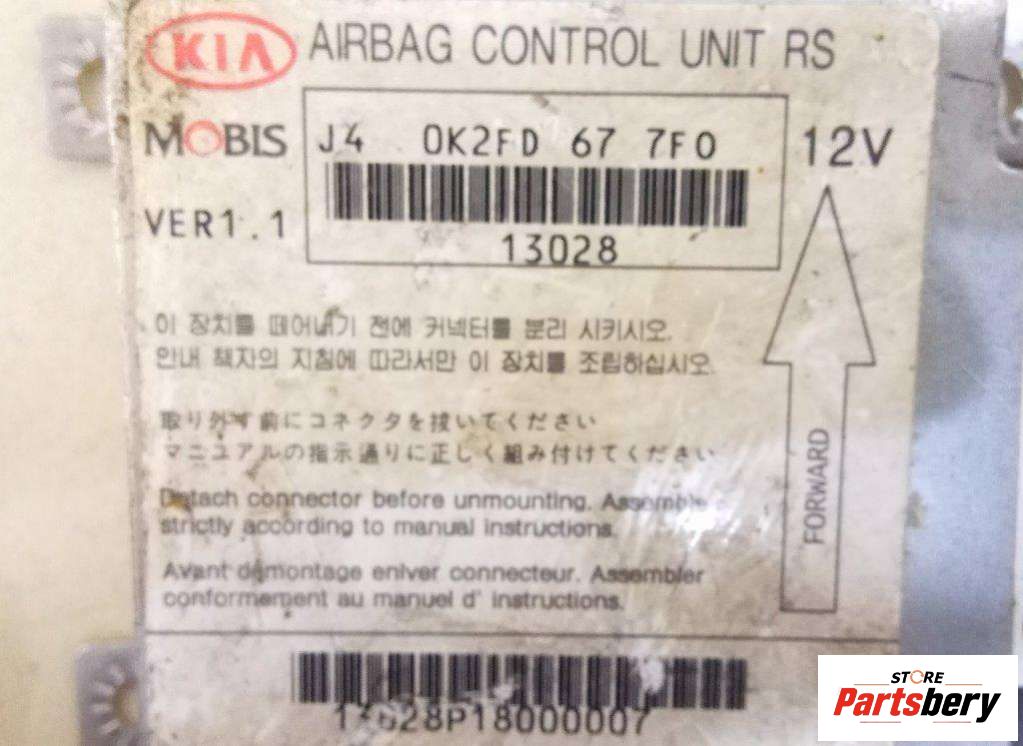 KIA AIRBAG CONTROL UNIT RS
MOBIS J4 0K2FD 67 7F0 12V
VER1.1
13028
이 장치를 떼어내기 전에 커넥터를 분리 시키시오.
안내 책자의 지침에 따라서만 이 장치를 조립하십시오.
取り外す前にコネクタを抜いてください
マニュアルの指示通りに正しく組み付けてください
Detach connector before unmounting. Assemble
strictly according to manual instructions.
FORWARD
Avant démontage enlver connecteur. Assembler
conformement au manuel d' instructions.
P18000007
STORE
Partsbery